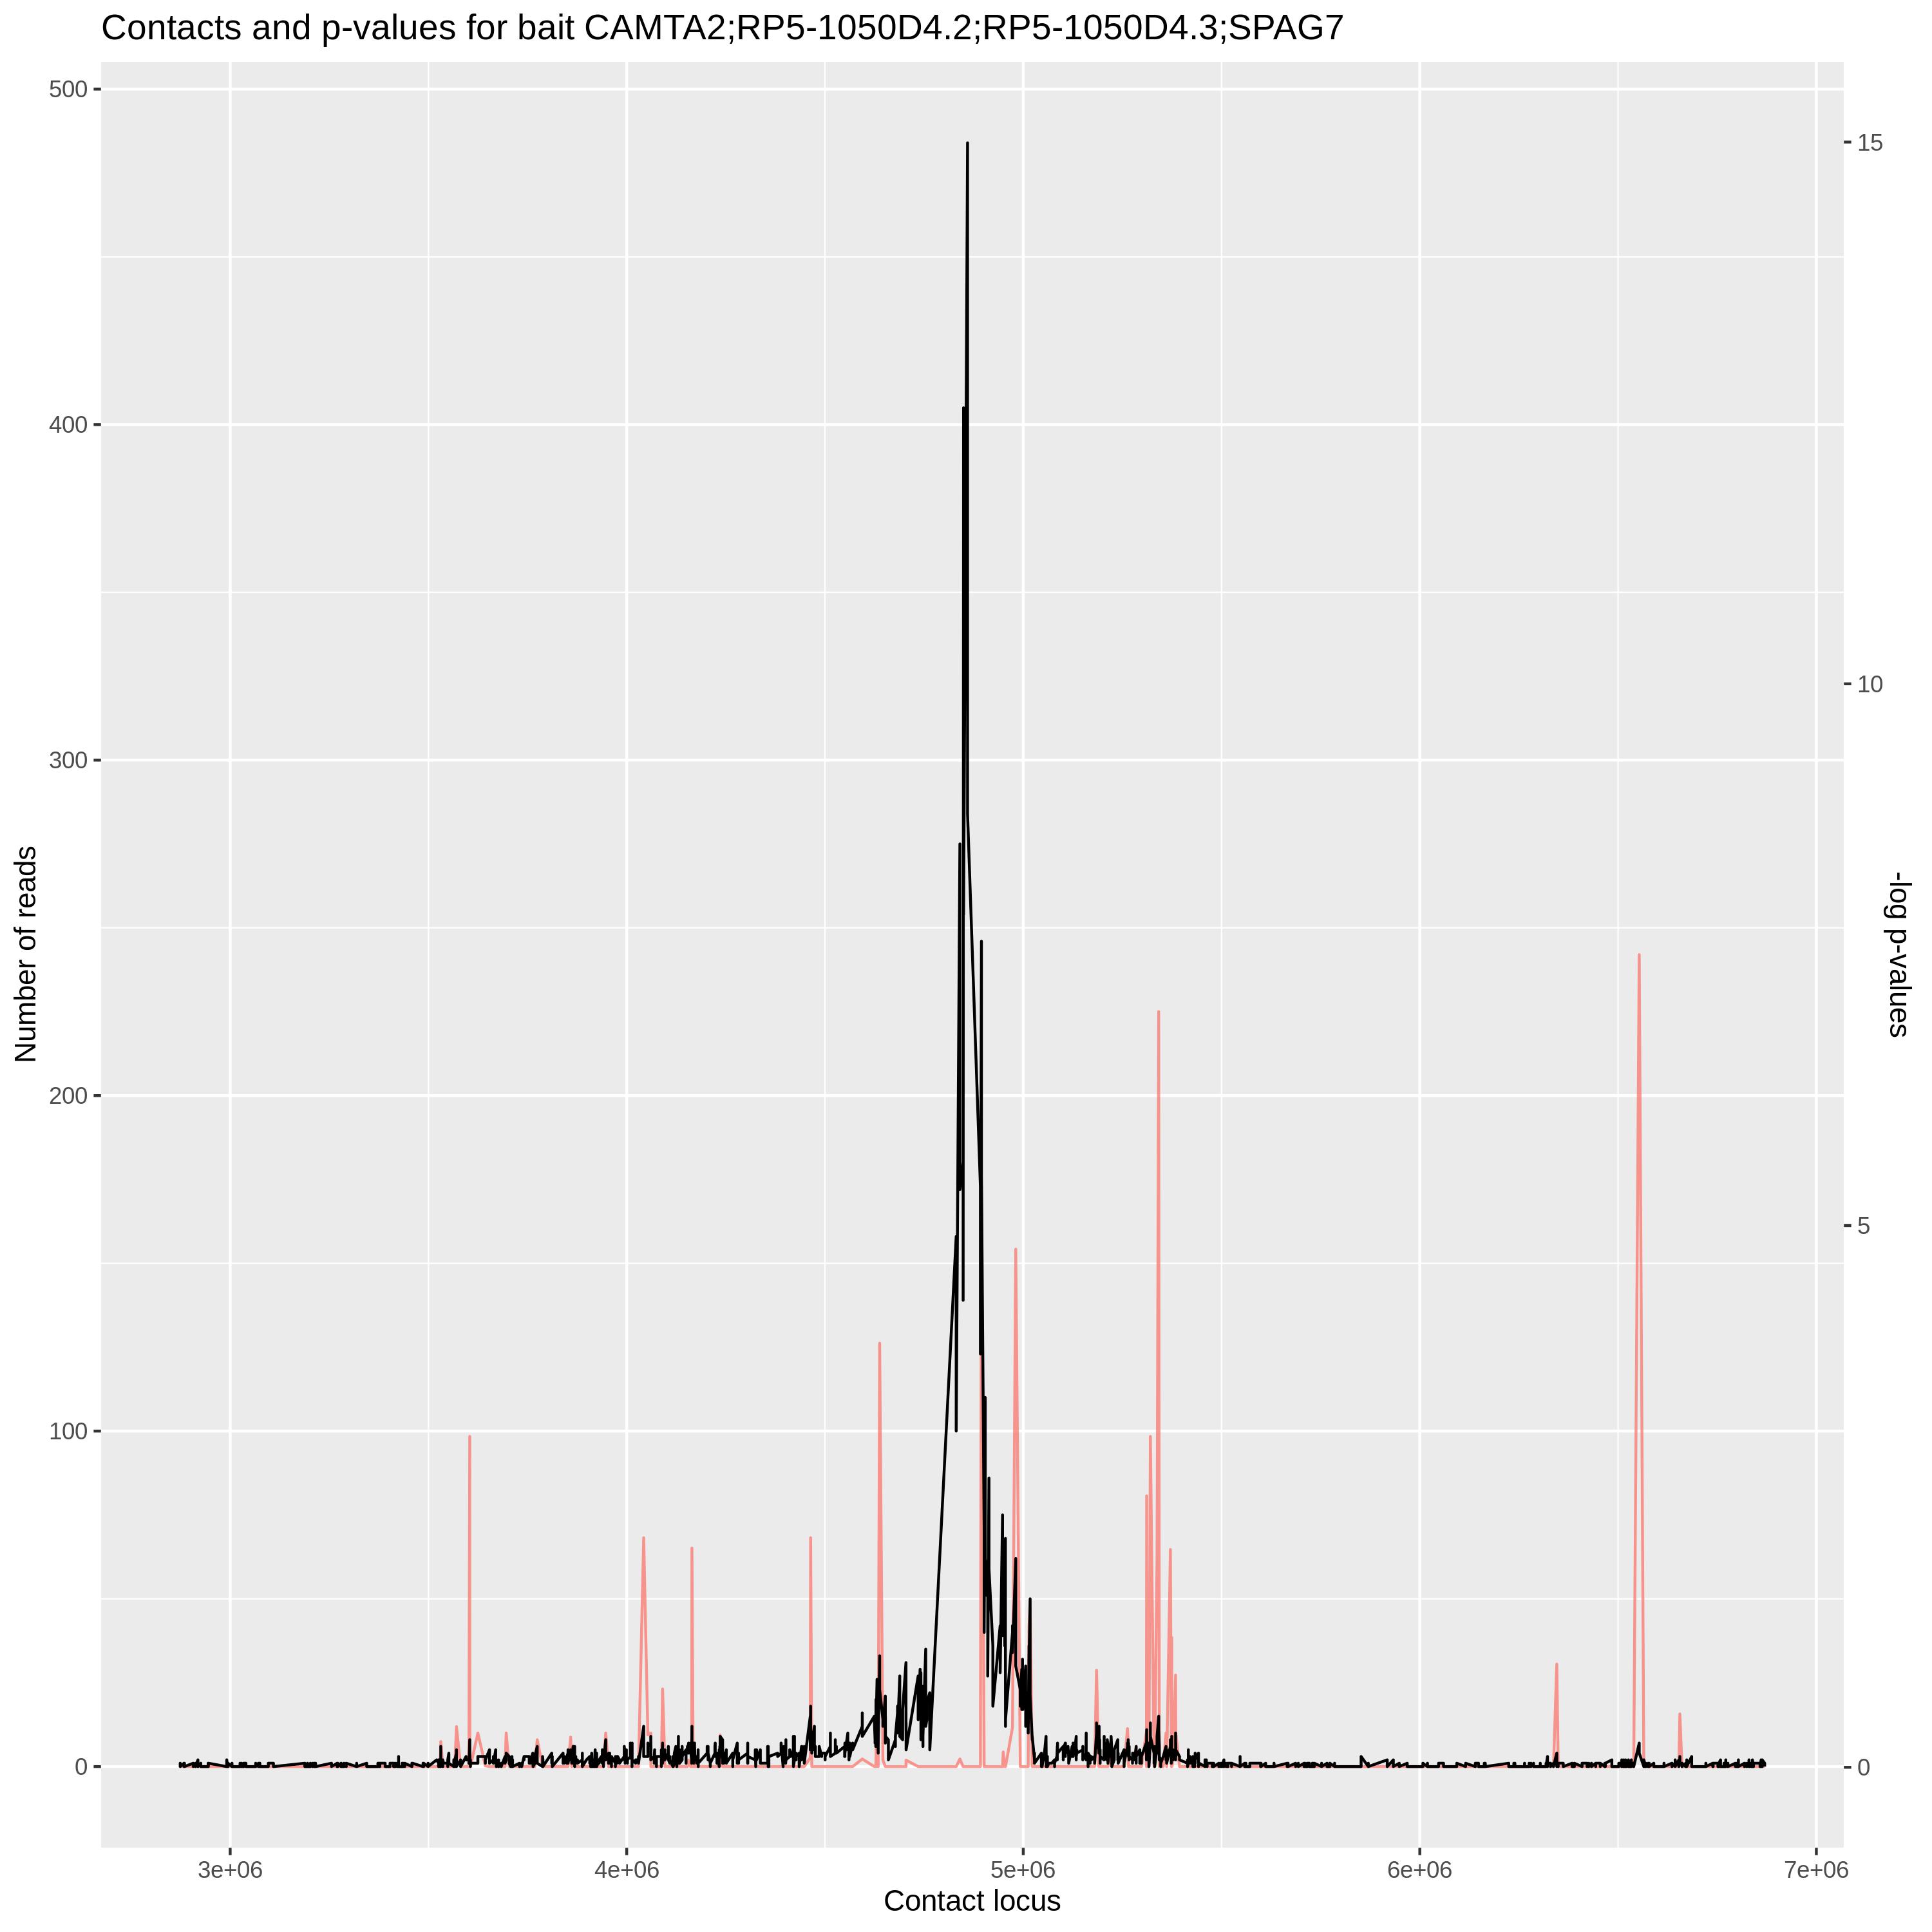 Contacts and p-values for bait CAMTA2;RP5-1050D4.2;RP5-1050D4.3;SPAG7
500
400
300
200
100
0
Number of reads
15
10
5
0
-log p-values
3e+06
4e+06
5e+06
6e+06
7e+06
Contact locus